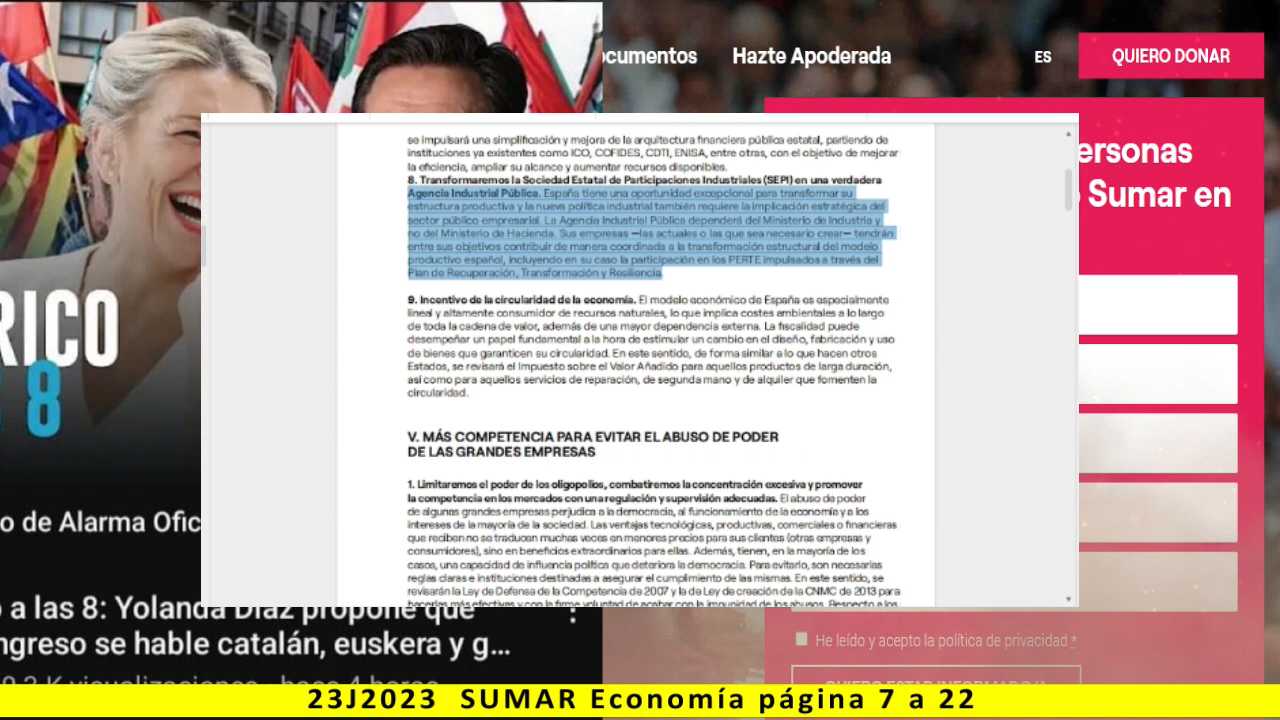 ocumentos Hazte Apoderada ES QUIERO DONAR
ersonas
Sumar en
se impulsará una simplificación y mejora de la arquitectura financiera pública estatal, partiendo de
instituciones ya existentes como ICO, COFIDES, CDTI, ENISA, entre otras, con el objetivo de mejorar
la eficiencia, ampliar su alcance y aumentar recursos disponibles.
8. Transformaremos la Sociedad Estatal de Participaciones Industriales (SEPI) en una verdadera
Agencia Industrial Pública. España tiene una oportunidad excepcional para transformar su
estructura productiva y la nueva política industrial también requiere la implicación estratégica del
sector público empresarial. La Agencia Industrial Pública dependerá del Ministerio de Industria y
no del Ministerio de Hacienda. Sus empresas —las actuales o las que sea necesario crear— tendrán
entre sus objetivos contribuir de manera coordinada a la transformación estructural del modelo
productivo español, incluyendo en su caso la participación en los PERTE impulsados a través del
Plan de Recuperación, Transformación y Resiliencia.
9. Incentivo de la circularidad de la economía. El modelo económico de España es especialmente
lineal y altamente consumidor de recursos naturales, lo que implica costes ambientales a lo largo
de toda la cadena de valor, además de una mayor dependencia externa. La fiscalidad puede
desempeñar un papel fundamental a la hora de estimular un cambio en el diseño, fabricación y uso
de bienes que garanticen su circularidad. En este sentido, de forma similar a lo que hacen otros
Estados, se revisará el Impuesto sobre el Valor Añadido para aquellos productos de larga duración,
así como para aquellos servicios de reparación, de segunda mano y de alquiler que fomenten la
circularidad.
V. MÁS COMPETENCIA PARA EVITAR EL ABUSO DE PODER
DE LAS GRANDES EMPRESAS
1. Limitaremos el poder de los oligopolios, combatiremos la concentración excesiva y promover
la competencia en los mercados con una regulación y supervisión adecuadas. El abuso de poder
de algunas grandes empresas perjudica a la democracia, al funcionamiento de la economía y a los
intereses de la mayoría de la sociedad. Las ventajas tecnológicas, productivas, comerciales o financieras
que reciben no se traducen muchas veces en menores precios para sus clientes (otras empresas y
consumidores), sino en beneficios extraordinarios para ellas. Además, tienen, en la mayoría de los
casos, una capacidad de influencia política que deteriora la democracia. Para evitarlo, son necesarias
reglas claras e instituciones destinadas a asegurar el cumplimiento de las mismas. En este sentido, se
revisarán la Ley de Defensa de la Competencia de 2007 y la de Ley de creación de la CNMC de 2013 para
hacerlas más efectivas y con la firme voluntad de acabar con la impunidad de los abusos. Respecto a los
RICO
8
o de Alarma Ofic
a las 8: Yolanda Díaz propone que
ngreso se hable catalán, euskera y g...
visualizaciones hace 4 horas
He leído y acepto la política de privacidad *
QUIERO ESTAR INFORMADO/A
23J2023 SUMAR Economía página 7 a 22